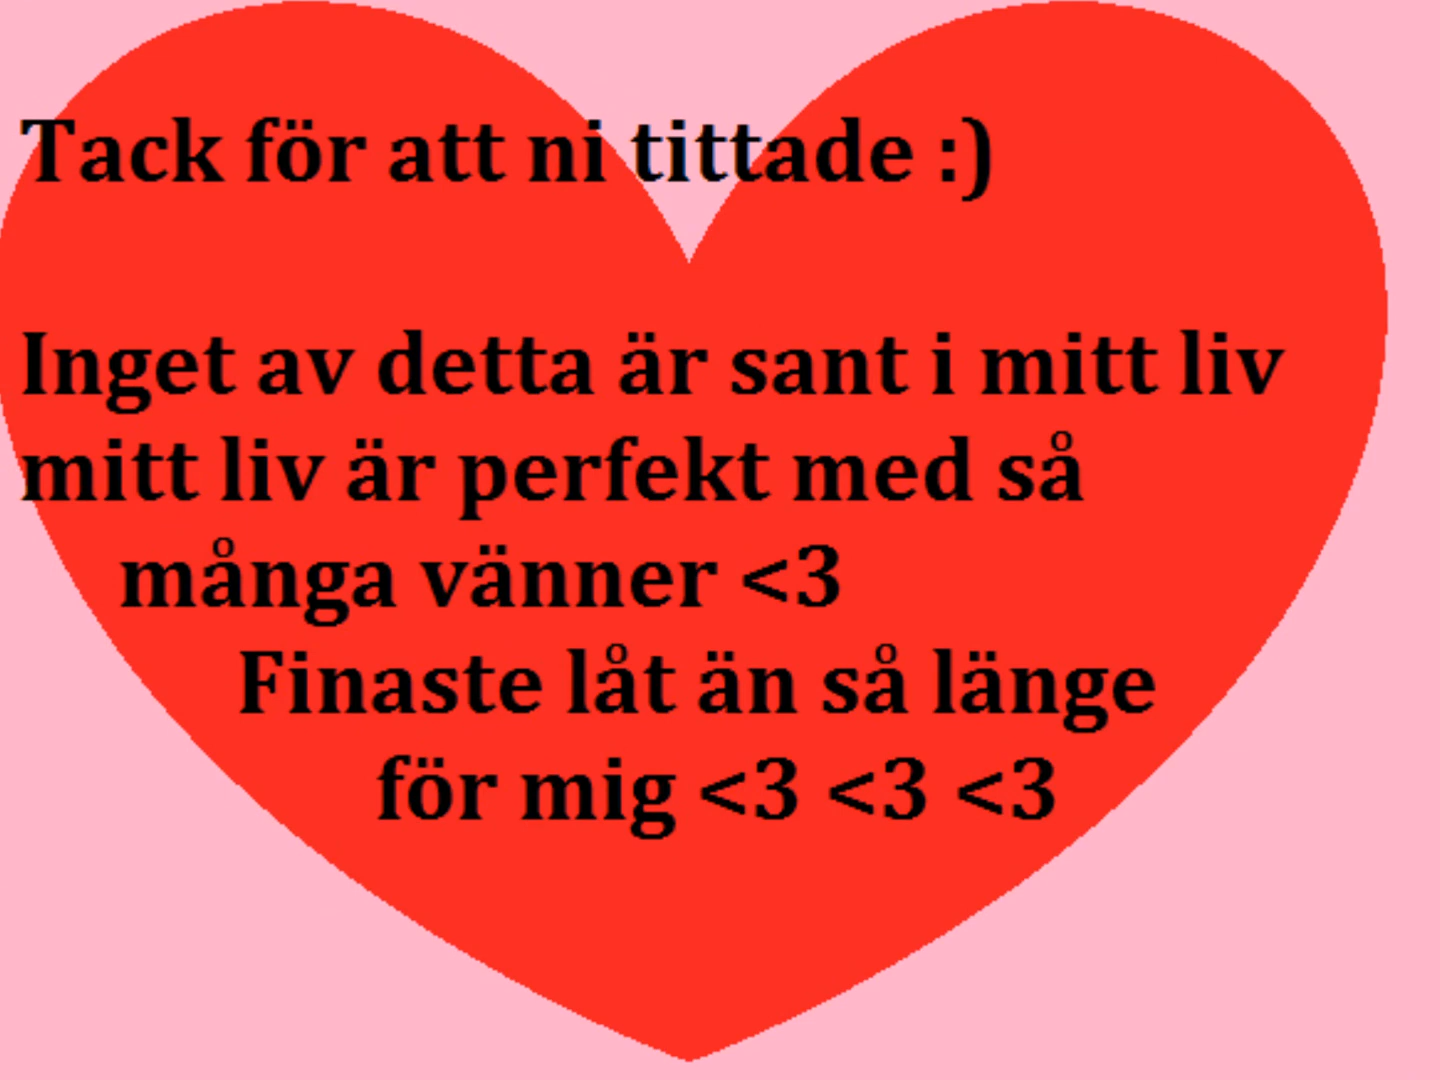 Tack för att ni tittade :)
Inget av detta är sant i mitt liv
mitt liv är perfekt med så
många vänner <3
Finaste låt än så länge
för mig <3 <3 <3